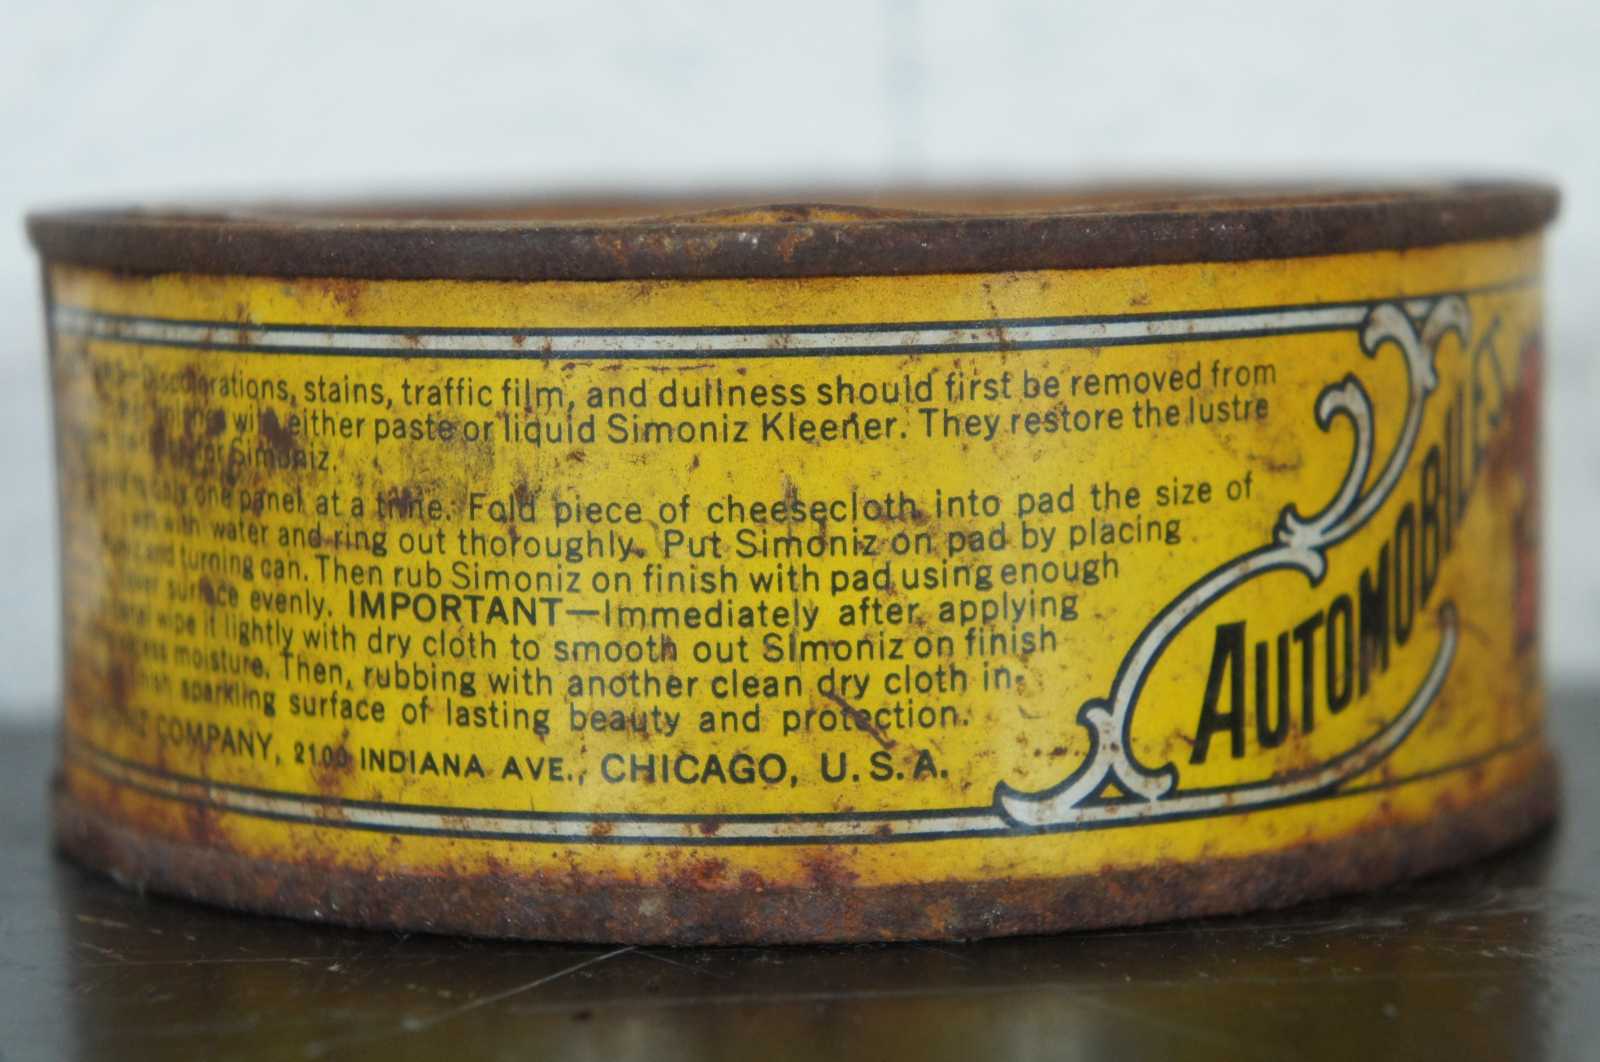 Discolorations, stains, traffic film, and dullness should first be removed from
with either paste or liquid Simoniz Kleener. They restore the lustre
for Simoniz.
only one panel at a time. Fold piece of cheesecloth into pad the size of
with water and ring out thoroughly. Put Simoniz on pad by placing
and turning can. Then rub Simoniz on finish with pad using enough
surface evenly. IMPORTANT—Immediately after applying
wipe it lightly with dry cloth to smooth out Simoniz on finish
moisture. Then, rubbing with another clean dry cloth in-
sparkling surface of lasting beauty and protection.
COMPANY, 2100 INDIANA AVE., CHICAGO, U.S.A.
AUTOMOBILES